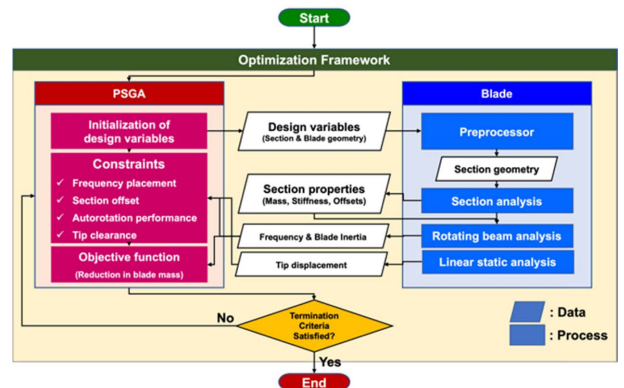 Start
Optimization Framework
PSGA
Initialization of
design variables
Constraints
✓ Frequency placement
✓ Section offset
✓ Autorotation performance
✓ Tip clearance
Objective function
(Reduction in blade mass)
Design variables
(Section & Blade geometry)
Section properties
(Mass, Stiffness, Offsets)
Frequency & Blade Inertia
Tip displacement
Blade
Preprocessor
Section geometry
Section analysis
Rotating beam analysis
Linear static analysis
No
Termination
Criteria
Satisfied?
Yes
: Data
: Process
End